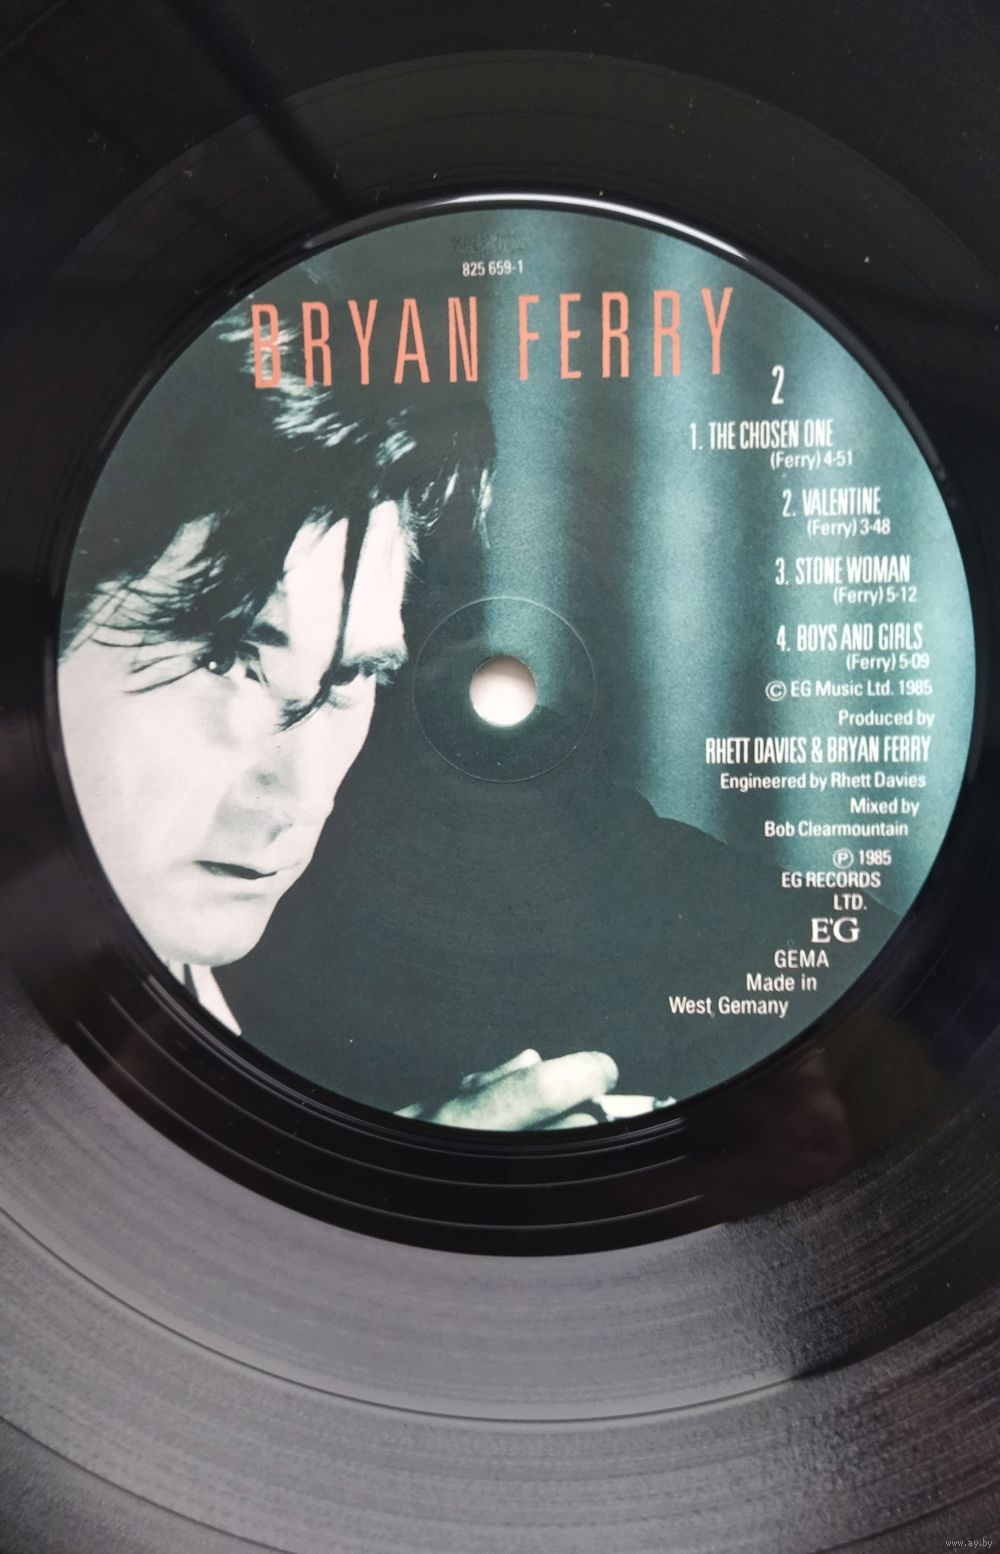 825 659-1
BRYAN FERRY
2
1. THE CHOSEN ONE
(Ferry) 4-51
2. VALENTINE
(Ferry) 3-48
3. STONE WOMAN
(Ferry) 5-12
4. BOYS AND GIRLS
(Ferry) 5-09
© EG Music Ltd. 1985
Produced by
RHETT DAVIES & BRYAN FERRY
Engineered by Rhett Davies
Mixed by
Bob Clearmountain
℗ 1985
EG RECORDS
LTD.
E'G
GEMA
Made in
West Gemany
www.ay.by